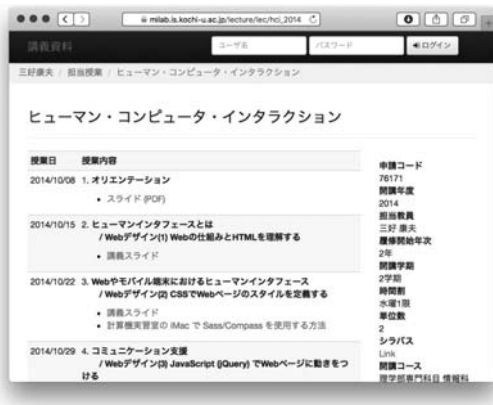 milab.is.kochi-u.ac.jp/lecture/lec/hci_2014
講義資料
ユーザ名
パスワード
ログイン
三好康夫 / 担当授業 / ヒューマン・コンピュータ・インタラクション
ヒューマン・コンピュータ・インタラクション
授業日 授業内容
2014/10/08 1. オリエンテーション
• スライド (PDF)
2014/10/15 2. ヒューマンインタフェースとは
/ Webデザイン(1) Webの仕組みとHTMLを理解する
• 講義スライド
2014/10/22 3. Webやモバイル端末におけるヒューマンインタフェース
/ Webデザイン(2) CSSでWebページのスタイルを定義する
• 講義スライド
• 計算機実習室の iMac で Sass/Compass を使用する方法
2014/10/29 4. コミュニケーション支援
/ Webデザイン(3) JavaScript (jQuery) でWebページに動きをつ
ける
申請コード
76171
開講年度
2014
担当教員
三好 康夫
履修開始年次
2年
開講学期
2学期
時間割
水曜1限
単位数
2
シラバス
Link
開講コース
理学部専門科目 情報科